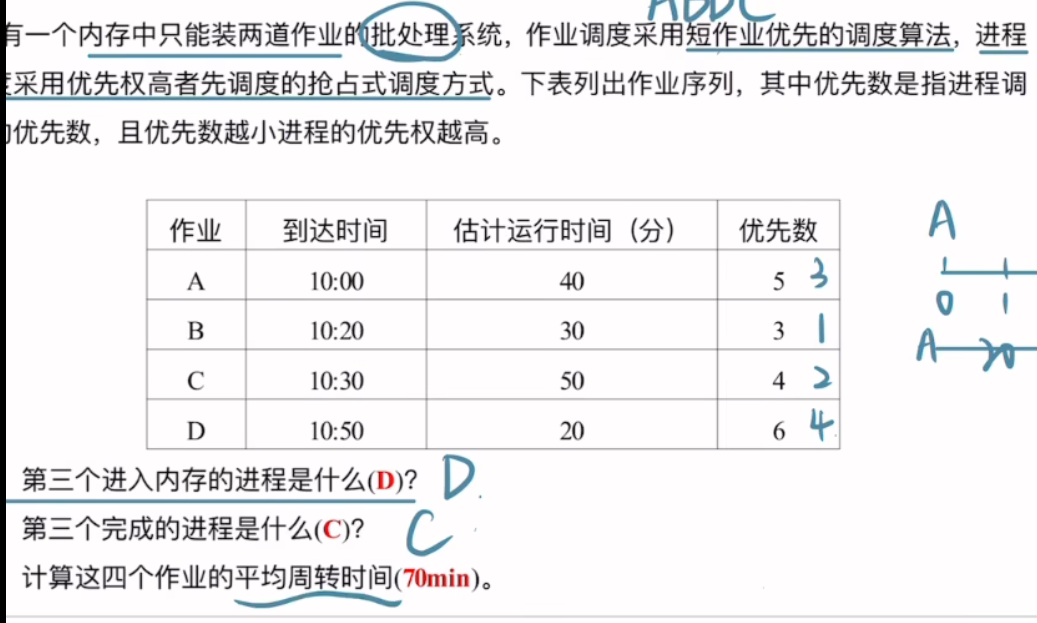 ABDC
有一个内存中只能装两道作业的批处理系统，作业调度采用短作业优先的调度算法，进程
度采用优先权高者先调度的抢占式调度方式。下表列出作业序列，其中优先数是指进程调
优先数，且优先数越小进程的优先权越高。
作业 到达时间 估计运行时间（分） 优先数
A 10:00 40 5 3
B 10:20 30 3 1
C 10:30 50 4 2
D 10:50 20 6 4
A
0 1
A 20
第三个进入内存的进程是什么(D)? D
第三个完成的进程是什么(C)? C
计算这四个作业的平均周转时间(70min)。